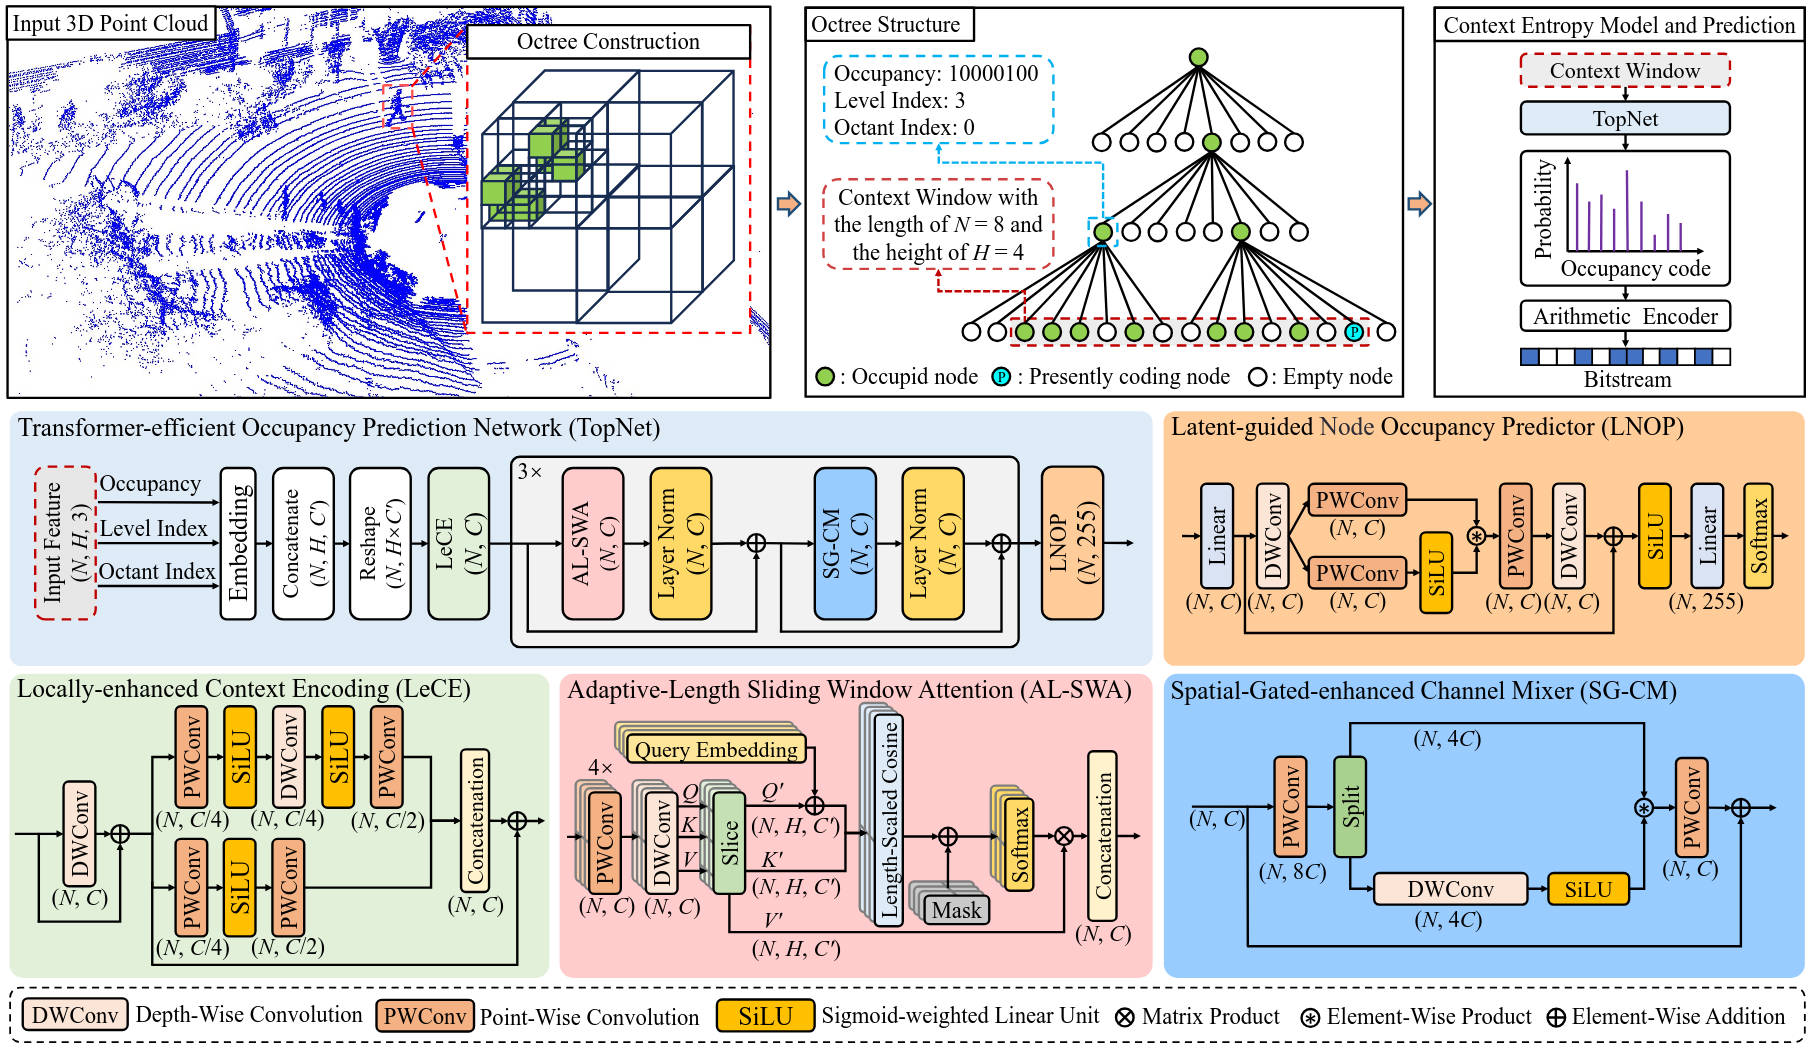 Input 3D Point Cloud
Octree Construction
Octree Structure
Occupancy: 10000100
Level Index: 3
Octant Index: 0
Context Window with
the length of N = 8 and
the height of H = 4
P
: Occupid node
P
: Presently coding node
: Empty node
Context Entropy Model and Prediction
Context Window
TopNet
Probability
Occupancy code
Arithmetic Encoder
Bitstream
Transformer-efficient Occupancy Prediction Network (TopNet)
Input Feature
(N, H, 3)
Occupancy
Level Index
Octant Index
Embedding
Concatenate
(N, H, C')
Reshape
(N, H×C')
LeCE
(N, C)
3×
AL-SWA
(N, C)
Layer Norm
(N, C)
SG-CM
(N, C)
Layer Norm
(N, C)
LNOP
(N, 255)
Latent-guided Node Occupancy Predictor (LNOP)
Linear
(N, C)
DWConv
(N, C)
PWConv
(N, C)
PWConv
(N, C)
SiLU
PWConv
(N, C)
DWConv
(N, C)
SiLU
Linear
(N, 255)
Softmax
Locally-enhanced Context Encoding (LeCE)
DWConv
(N, C)
PWConv
(N, C/4)
SiLU
DWConv
(N, C/4)
SiLU
PWConv
(N, C/2)
PWConv
(N, C/4)
SiLU
PWConv
(N, C/2)
Concatenation
(N, C)
Adaptive-Length Sliding Window Attention (AL-SWA)
Query Embedding
4×
PWConv
(N, C)
DWConv
(N, C)
Q
K
V
Slice
Q'
(N, H, C')
K'
(N, H, C')
V'
(N, H, C')
Length-Scaled Cosine
Mask
Softmax
Concatenation
(N, C)
Spatial-Gated-enhanced Channel Mixer (SG-CM)
(N, C)
PWConv
(N, 8C)
Split
(N, 4C)
DWConv
(N, 4C)
SiLU
PWConv
(N, C)
DWConv
Depth-Wise Convolution
PWConv
Point-Wise Convolution
SiLU
Sigmoid-weighted Linear Unit
Matrix Product
Element-Wise Product
Element-Wise Addition